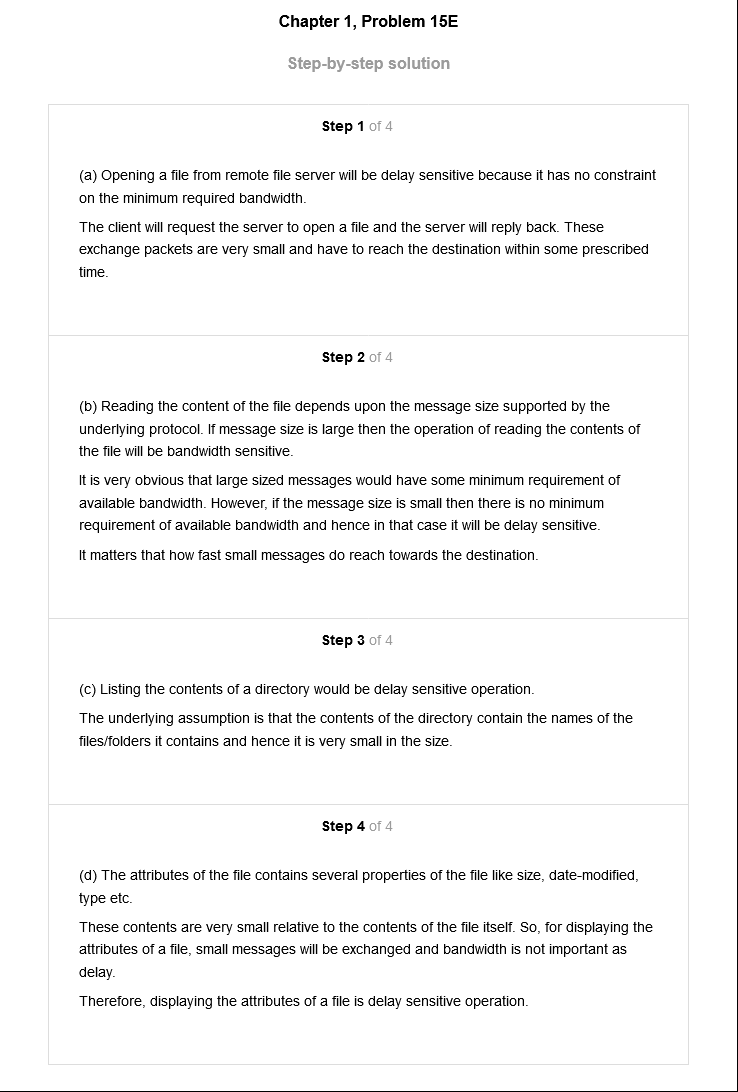 Chapter 1, Problem 15E
Step-by-step solution
Step 1 of 4
(a) Opening a file from remote file server will be delay sensitive because it has no constraint
on the minimum required bandwidth.
The client will request the server to open a file and the server will reply back. These
exchange packets are very small and have to reach the destination within some prescribed
time.
Step 2 of 4
(b) Reading the content of the file depends upon the message size supported by the
underlying protocol. If message size is large then the operation of reading the contents of
the file will be bandwidth sensitive.
It is very obvious that large sized messages would have some minimum requirement of
available bandwidth. However, if the message size is small then there is no minimum
requirement of available bandwidth and hence in that case it will be delay sensitive.
It matters that how fast small messages do reach towards the destination.
Step 3 of 4
(c) Listing the contents of a directory would be delay sensitive operation.
The underlying assumption is that the contents of the directory contain the names of the
files/folders it contains and hence it is very small in the size.
Step 4 of 4
(d) The attributes of the file contains several properties of the file like size, date-modified,
type etc.
These contents are very small relative to the contents of the file itself. So, for displaying the
attributes of a file, small messages will be exchanged and bandwidth is not important as
delay.
Therefore, displaying the attributes of a file is delay sensitive operation.